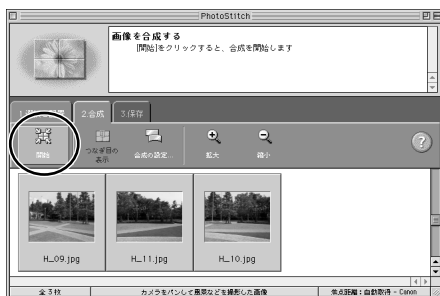 PhotoStitch
画像を合成する
[開始]をクリックすると、合成を開始します
2.合成
3.保存
開始
つなぎ目の
表示
合成の設定...
拡大
縮小
?
H_09.jpg
H_11.jpg
H_10.jpg
全3枚
カメラをパンして風景などを撮影した画像
焦点距離：自動取得 - Canon